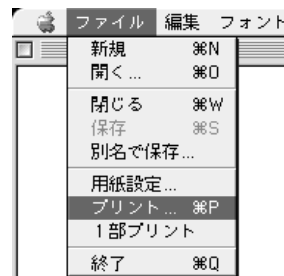 ファイル 編集 フォント
新規 ⌘N
開く... ⌘O
閉じる ⌘W
保存 ⌘S
別名で保存...
用紙設定...
プリント... ⌘P
1部プリント
終了 ⌘Q